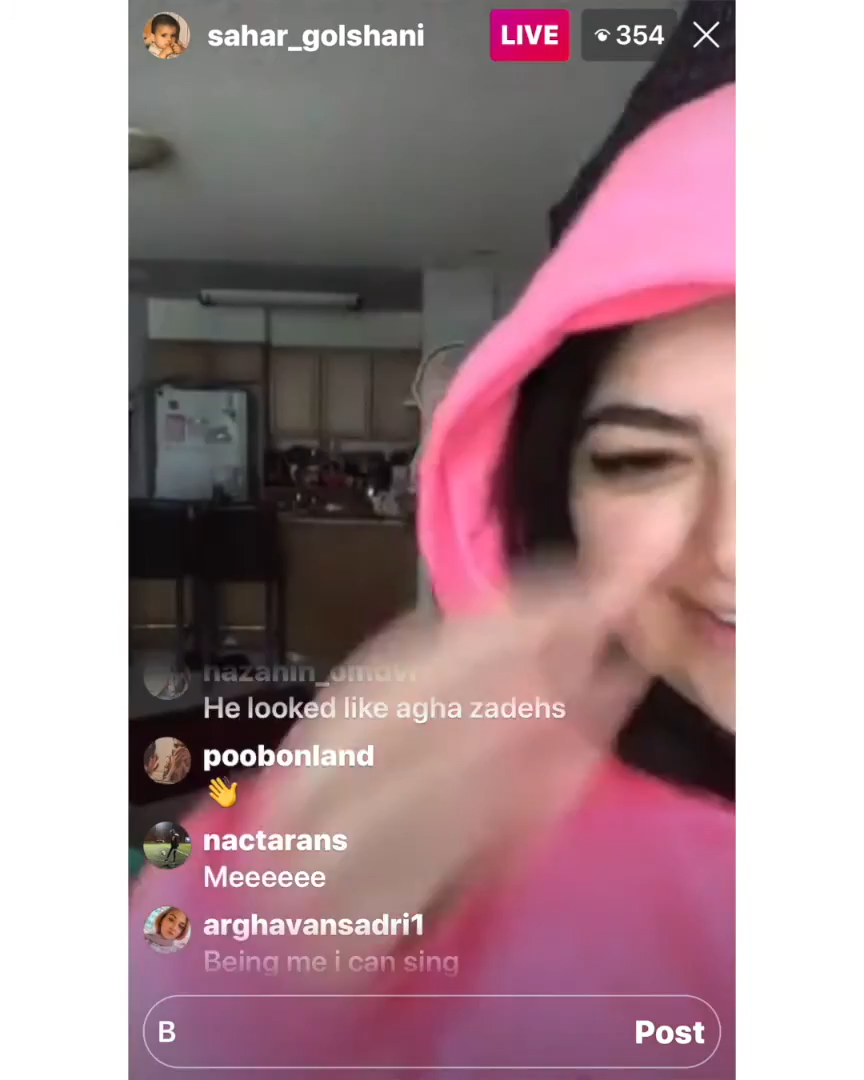 sahar_golshani
LIVE
354
He looked like agha zadehs
poobonland
👋
nactarans
Meeeeee
arghavansadri1
Being me i can sing
B
Post